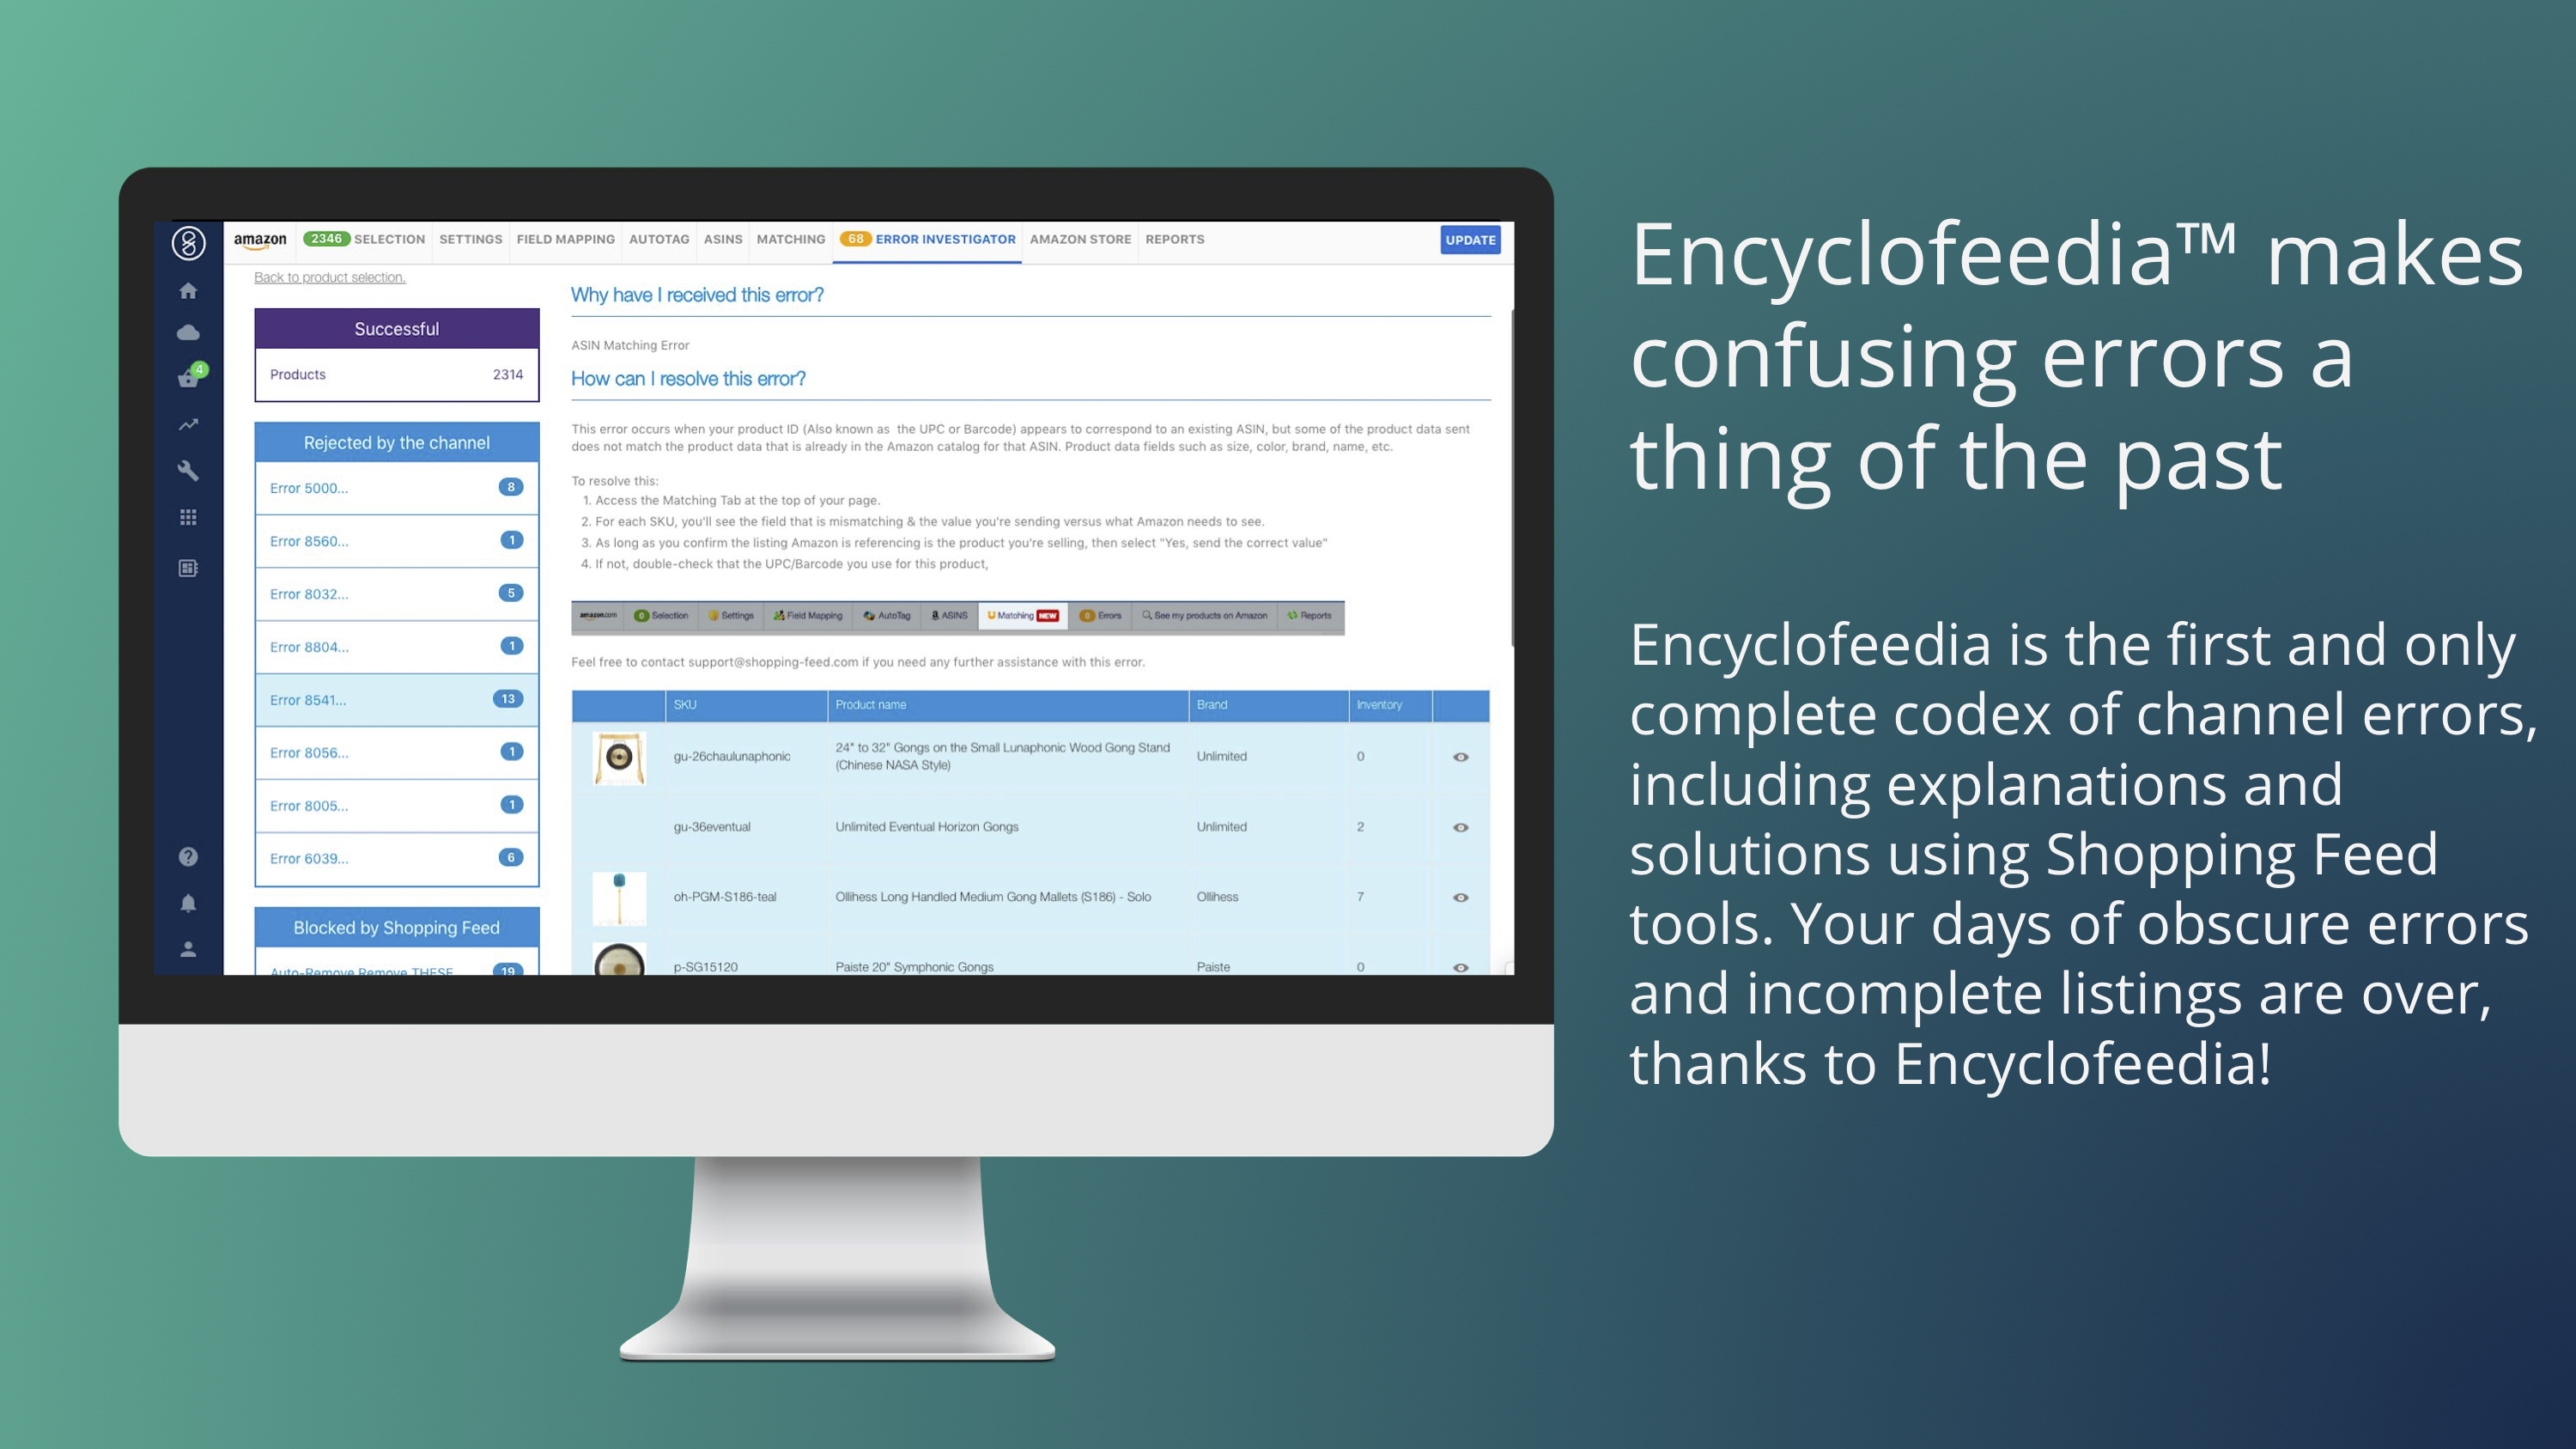 amazon
2346 SELECTION
SETTINGS
FIELD MAPPING
AUTOTAG
ASINS
MATCHING
68 ERROR INVESTIGATOR
AMAZON STORE
REPORTS
UPDATE
4
Back to product selection.
Successful
Products 2314
Rejected by the channel
Error 5000... 8
Error 8560... 1
Error 8032... 5
Error 8804... 1
Error 8541... 13
Error 8056... 1
Error 8005... 1
Error 6039... 6
Blocked by Shopping Feed
Auto-Remove Remove THESE 19
Why have I received this error?
ASIN Matching Error
How can I resolve this error?
This error occurs when your product ID (Also known as the UPC or Barcode) appears to correspond to an existing ASIN, but some of the product data sent
does not match the product data that is already in the Amazon catalog for that ASIN. Product data fields such as size, color, brand, name, etc.
To resolve this:
1. Access the Matching Tab at the top of your page.
2. For each SKU, you'll see the field that is mismatching & the value you're sending versus what Amazon needs to see.
3. As long as you confirm the listing Amazon is referencing is the product you're selling, then select "Yes, send the correct value"
4. If not, double-check that the UPC/Barcode you use for this product,
amazon.com 0 Selection Settings Field Mapping AutoTag ASINS Matching NEW 0 Errors See my products on Amazon Reports
Feel free to contact support@shopping-feed.com if you need any further assistance with this error.
SKU Product name Brand Inventory
gu-26chaulunaphonic 24" to 32" Gongs on the Small Lunaphonic Wood Gong Stand (Chinese NASA Style) Unlimited 0
gu-36eventual Unlimited Eventual Horizon Gongs Unlimited 2
oh-PGM-S186-teal Ollihess Long Handled Medium Gong Mallets (S186) - Solo Ollihess 7
p-SG15120 Paiste 20" Symphonic Gongs Paiste 0
Encyclofeedia™ makes
confusing errors a
thing of the past
Encyclofeedia is the first and only
complete codex of channel errors,
including explanations and
solutions using Shopping Feed
tools. Your days of obscure errors
and incomplete listings are over,
thanks to Encyclofeedia!